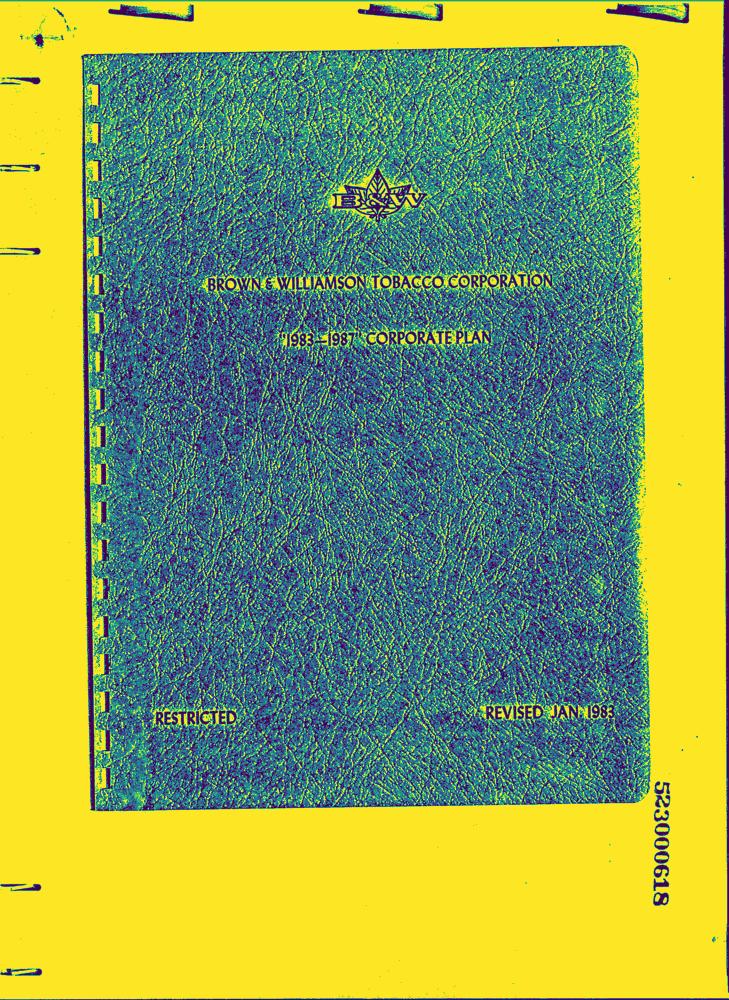 B&W
BROWN & WILLIAMSON TOBACCO CORPORATION
"1983–1987" CORPORATE PLAN
RESTRICTED
REVISED JAN. 1983
523000618